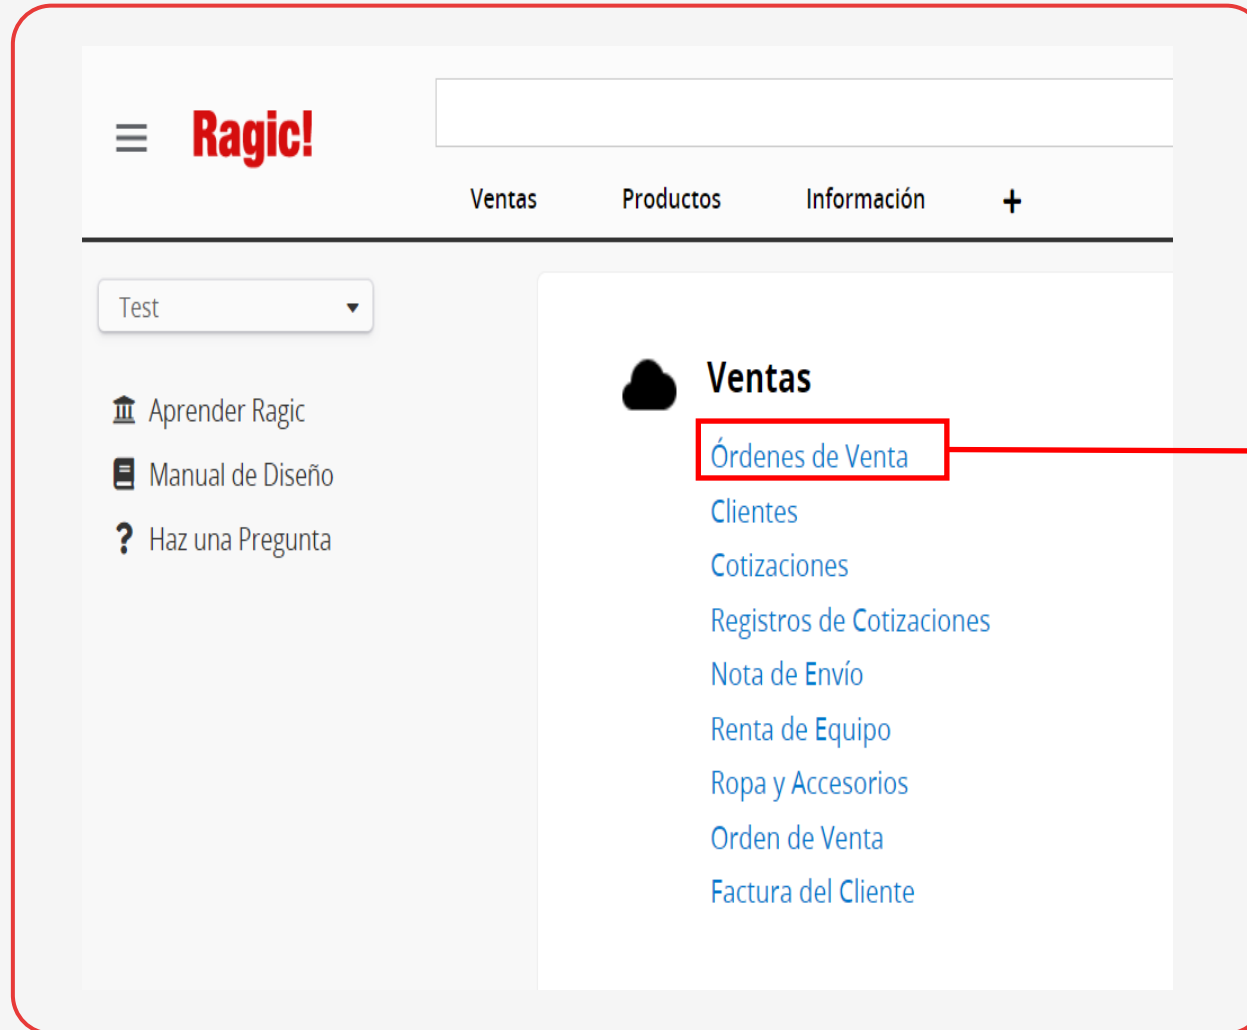 Ragic!
Ventas Productos Información +
Test
Aprender Ragic
Manual de Diseño
? Haz una Pregunta
Ventas
Órdenes de Venta
Clientes
Cotizaciones
Registros de Cotizaciones
Nota de Envío
Renta de Equipo
Ropa y Accesorios
Orden de Venta
Factura del Cliente